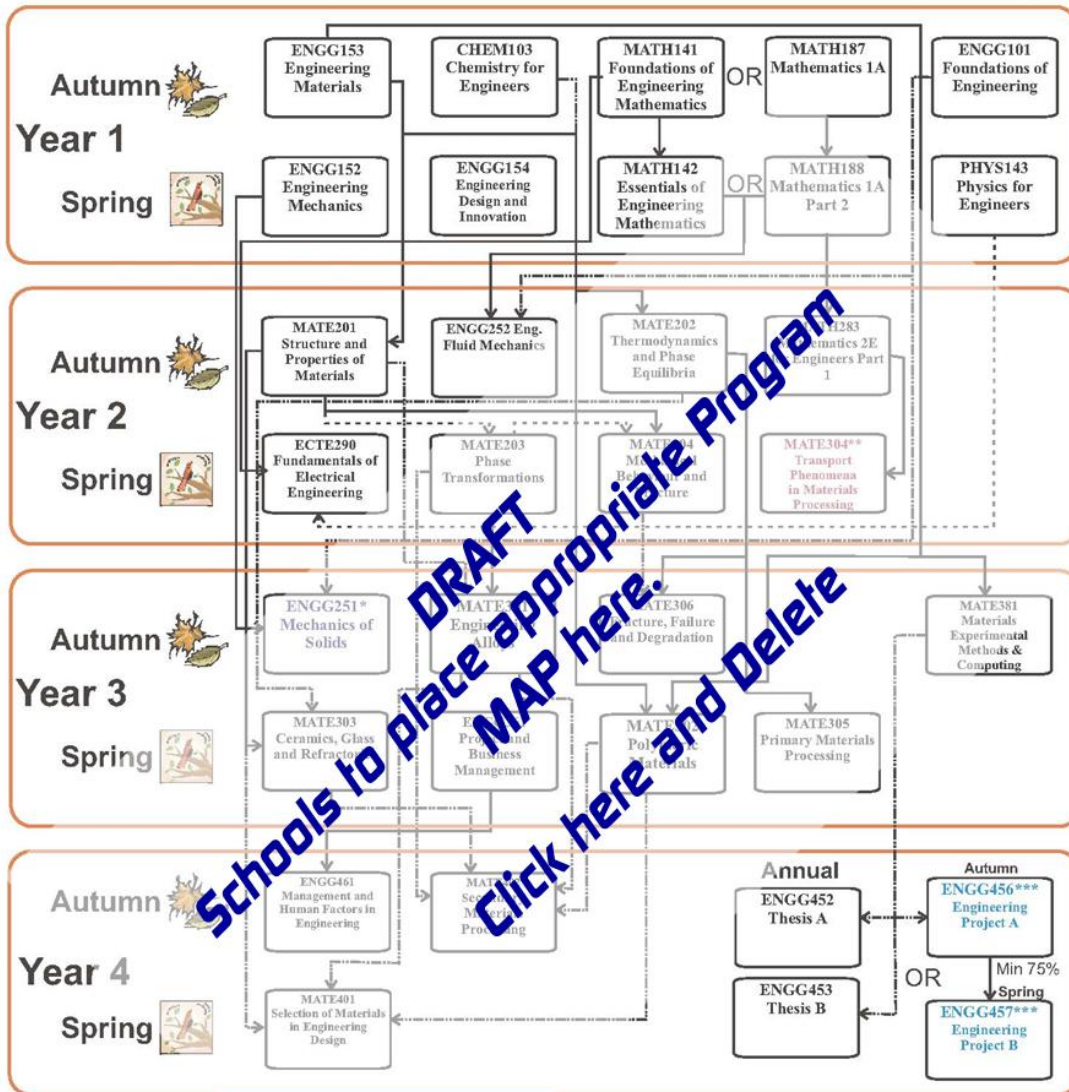 Autumn
Year 1
Spring
ENGG153
Engineering
Materials
CHEM103
Chemistry for
Engineers
MATH141
Foundations of
Engineering
Mathematics
OR
MATH187
Mathematics 1A
ENGG101
Foundations of
Engineering
ENGG152
Engineering
Mechanics
ENGG154
Engineering
Design and
Innovation
MATH142
Essentials of
Engineering
Mathematics
OR
MATH188
Mathematics 1A
Part 2
PHYS143
Physics for
Engineers
Autumn
Year 2
Spring
MATE201
Structure and
Properties of
Materials
ENGG252 Eng.
Fluid Mechanics
MATE202
Thermodynamics
and Phase
Equilibria
Mathematics 2E
for Engineers Part
1
ECTE290
Fundamentals of
Electrical
Engineering
MATE203
Phase
Transformations
and
MATE304**
Transport
Phenomena
in Materials
Processing
Autumn
Year 3
Spring
ENGG251*
Mechanics of
Solids
MATE306
Failure
and Degradation
MATE381
Materials
Experimental
Methods &
Computing
MATE303
Ceramics, Glass
and
and
Business
Management
Materials
MATE305
Primary Materials
Processing
Autumn
Year 4
Spring
ENGG461
Management and
Human Factors in
Engineering
MATE401
Selection of Materials
in Engineering
Design
Annual
ENGG452
Thesis A
ENGG453
Thesis B
OR
Autumn
ENGG456***
Engineering
Project A
Min 75%
Spring
ENGG457***
Engineering
Project B
DRAFT
Schools to place appropriate Program
MAP here.
Click here and Delete